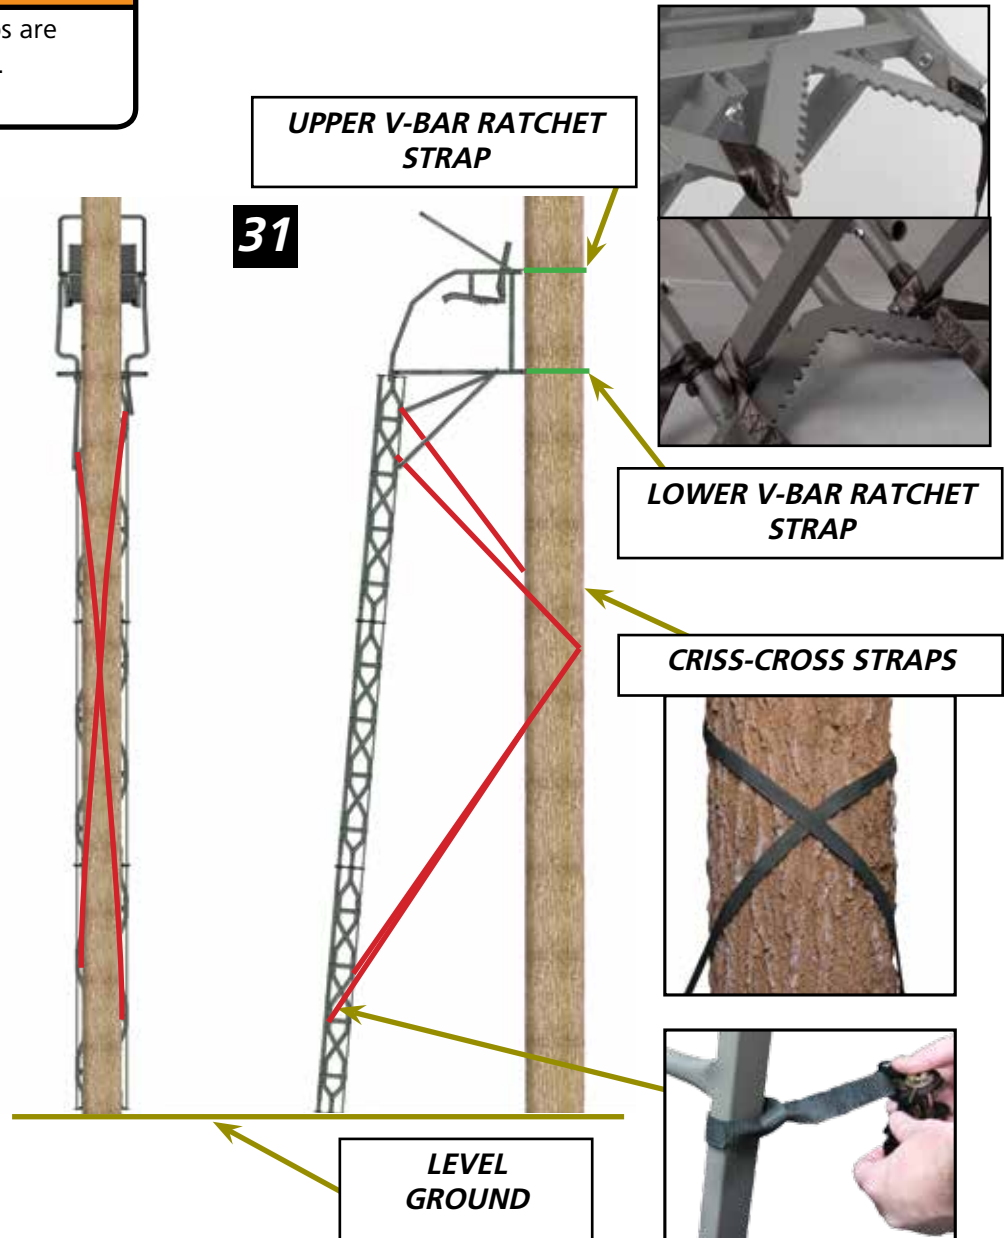 are
.
UPPER V-BAR RATCHET
STRAP
31
LOWER V-BAR RATCHET
STRAP
CRISS-CROSS STRAPS
LEVEL
GROUND